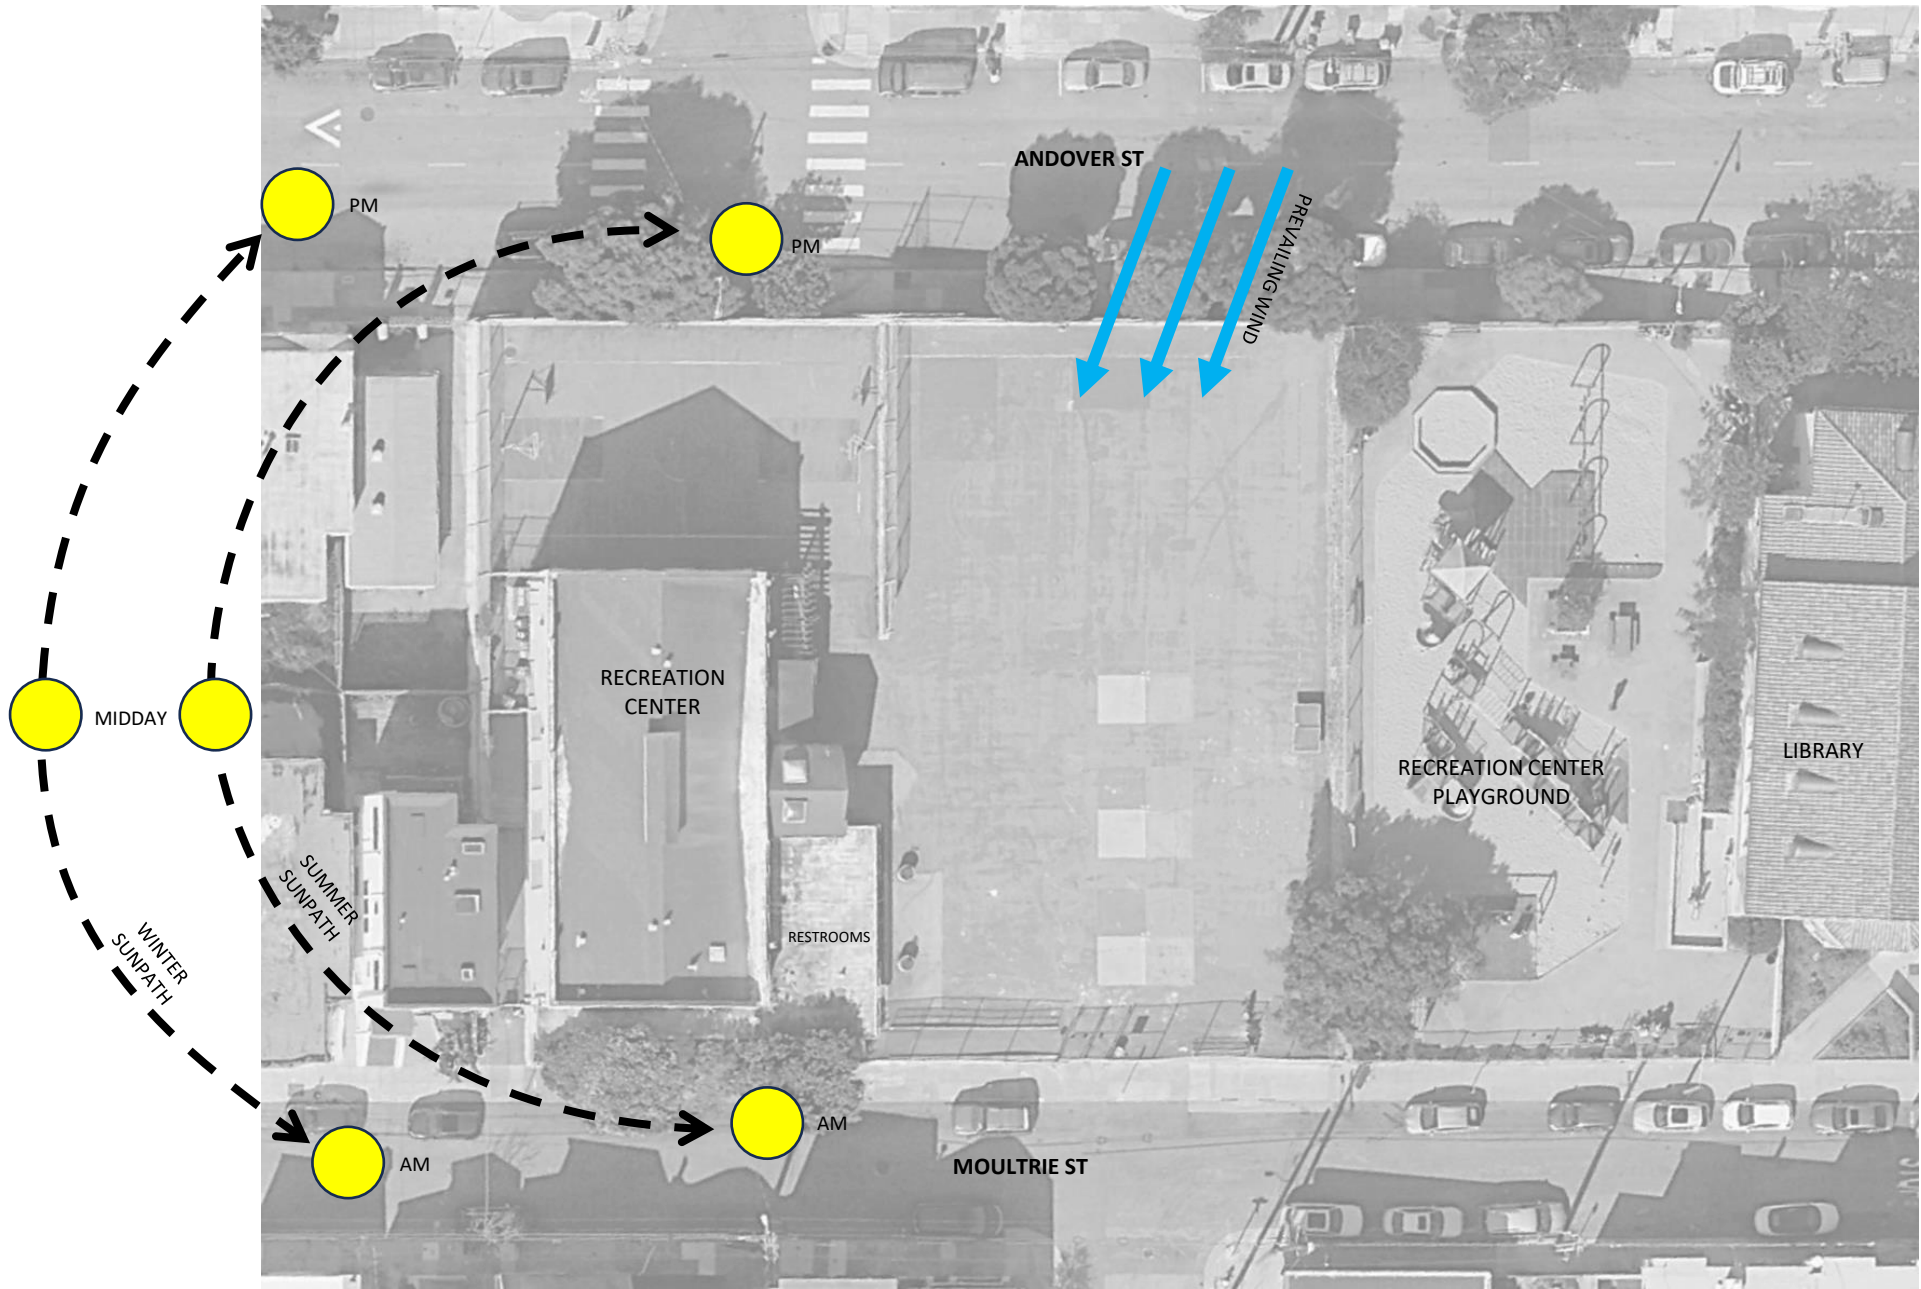 ANDOVER ST
PM
PM
PREVAILING WIND
RECREATION
CENTER
MIDDAY
LIBRARY
RECREATION CENTER
PLAYGROUND
SUMMER
SUNPATH
WINTER
SUNPATH
RESTROOMS
AM
AM
MOULTRIE ST